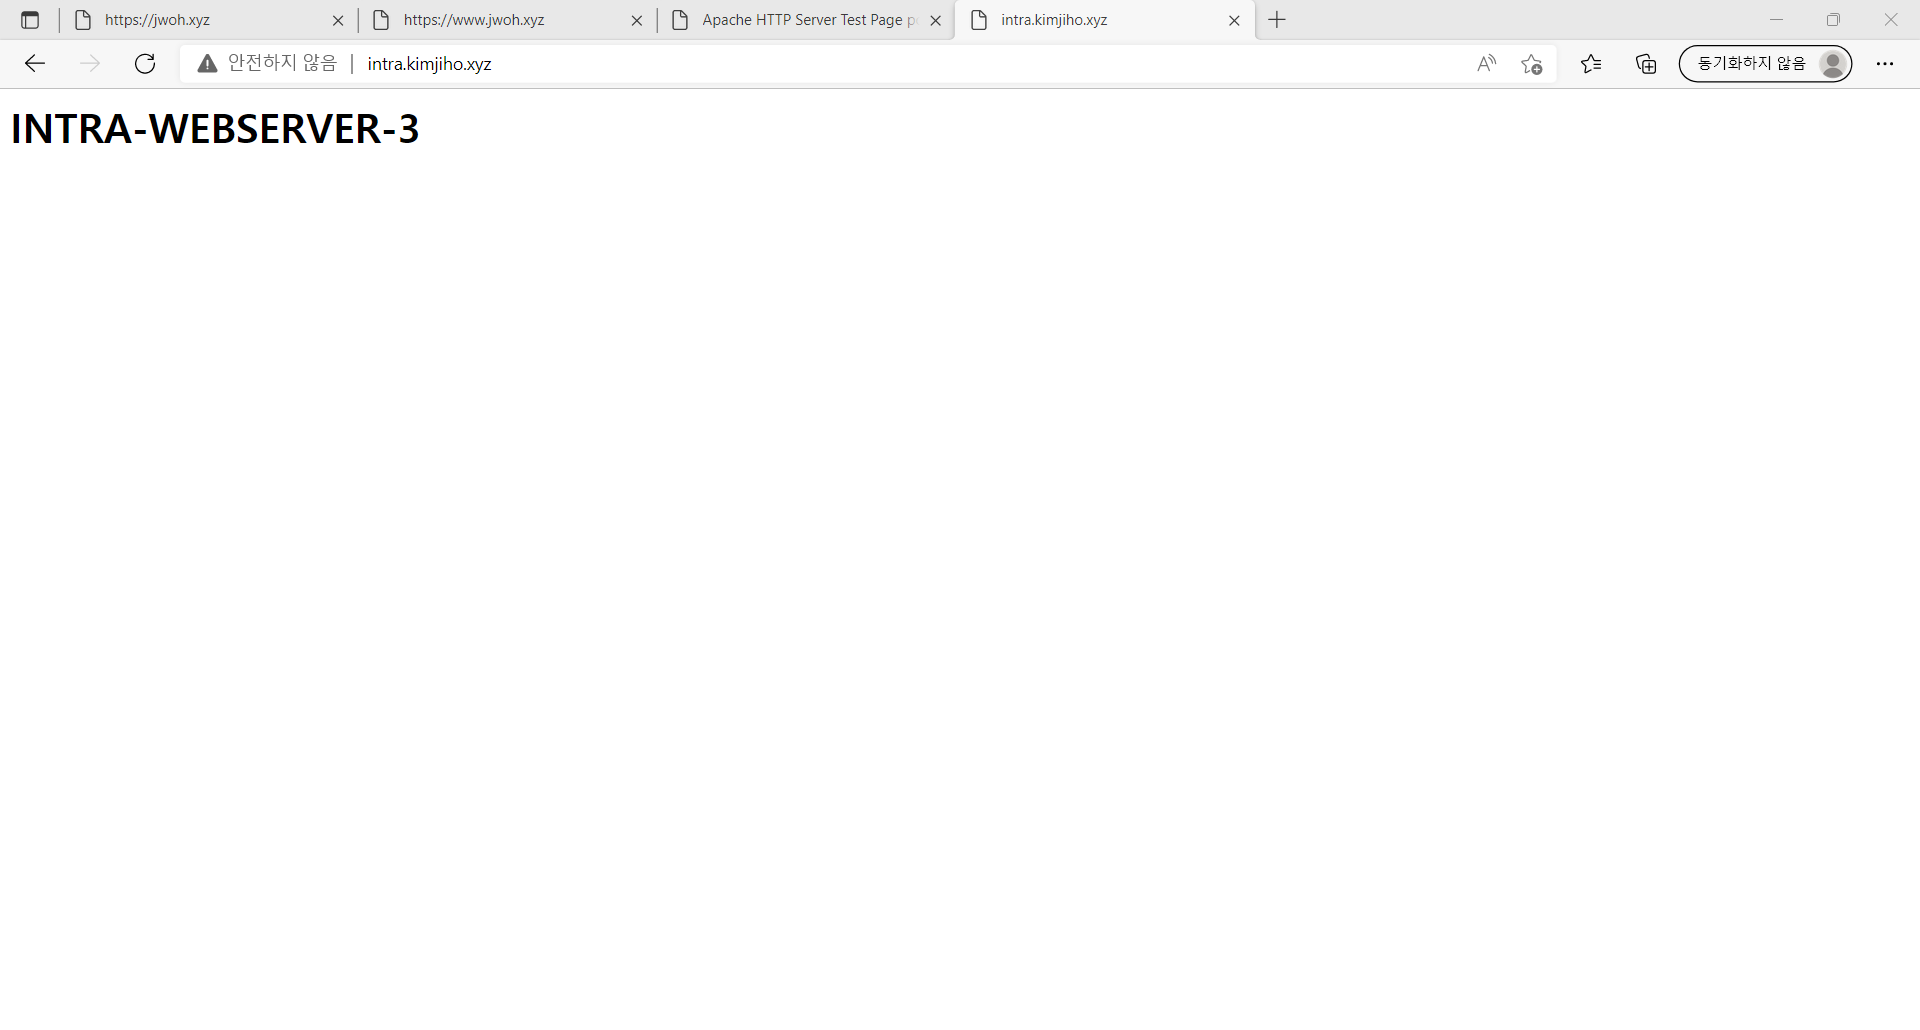 https://jwoh.xyz
https://www.jwoh.xyz
Apache HTTP Server Test Page
intra.kimjiho.xyz
안전하지 않음 | intra.kimjiho.xyz
동기화하지 않음
INTRA-WEBSERVER-3